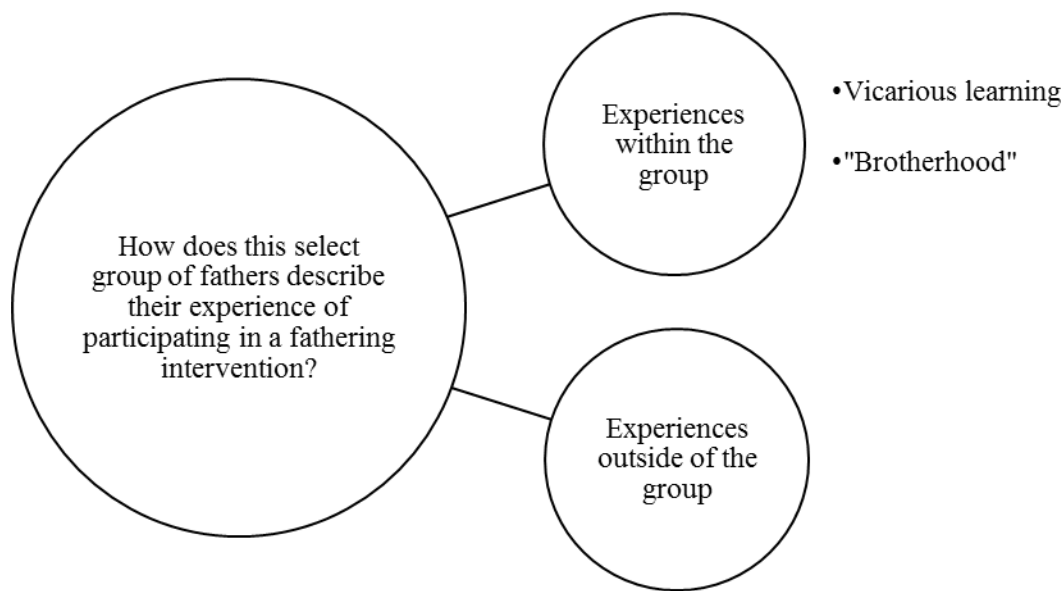 How does this select
group of fathers describe
their experience of
participating in a fathering
intervention?
Experiences
within the
group
•Vicarious learning
•"Brotherhood"
Experiences
outside of the
group